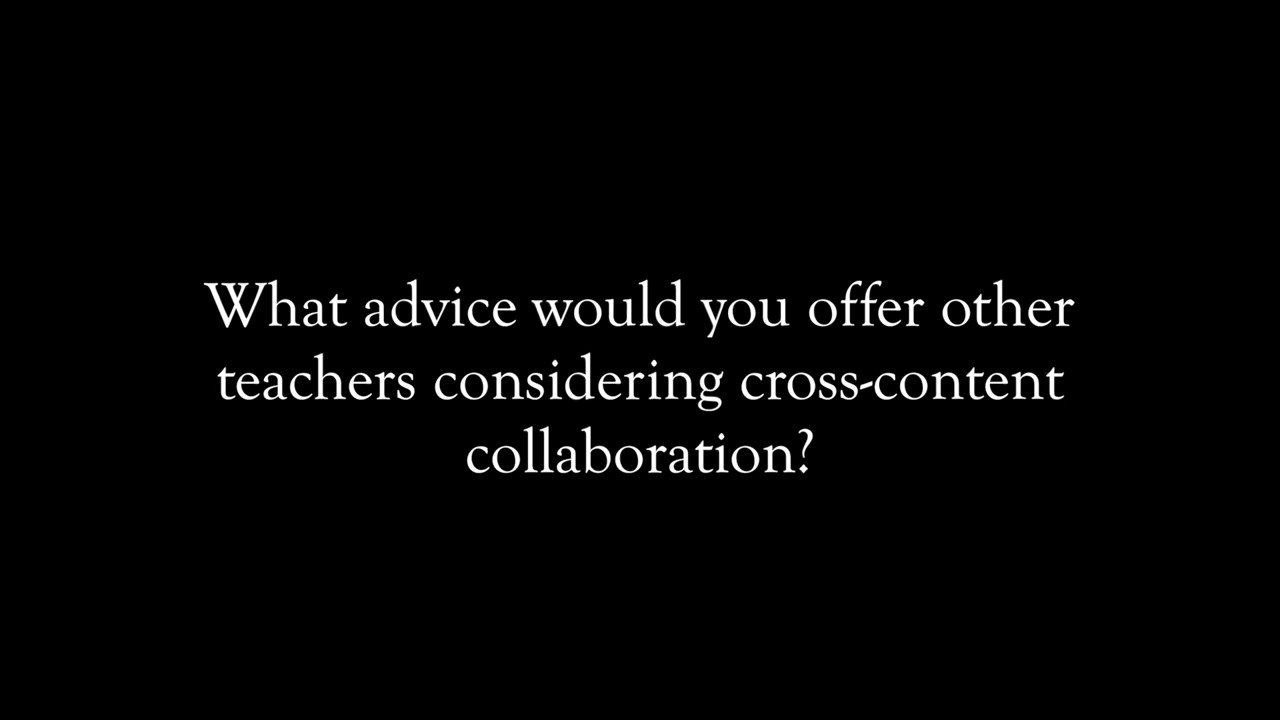 What advice would you offer other
teachers considering cross-content
collaboration?